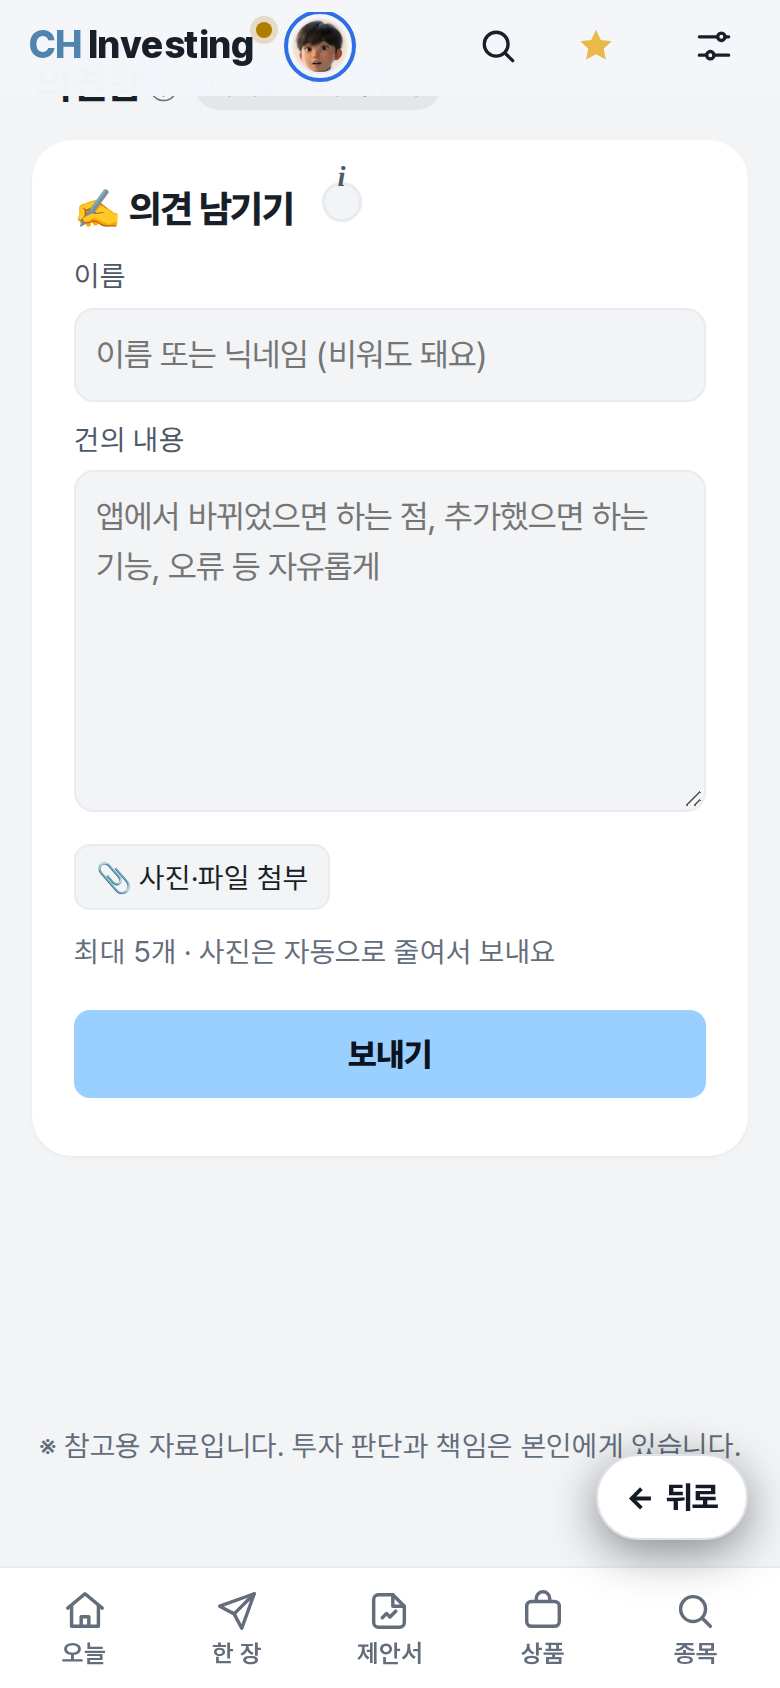 CH Investing
✍️ 의견 남기기 i
이름
이름 또는 닉네임 (비워도 돼요)
건의 내용
앱에서 바뀌었으면 하는 점, 추가했으면 하는
기능, 오류 등 자유롭게
📎 사진·파일 첨부
최대 5개 · 사진은 자동으로 줄여서 보내요
보내기
※ 참고용 자료입니다. 투자 판단과 책임은 본인에게 있습니다.
← 뒤로
오늘 한 장 제안서 상품 종목